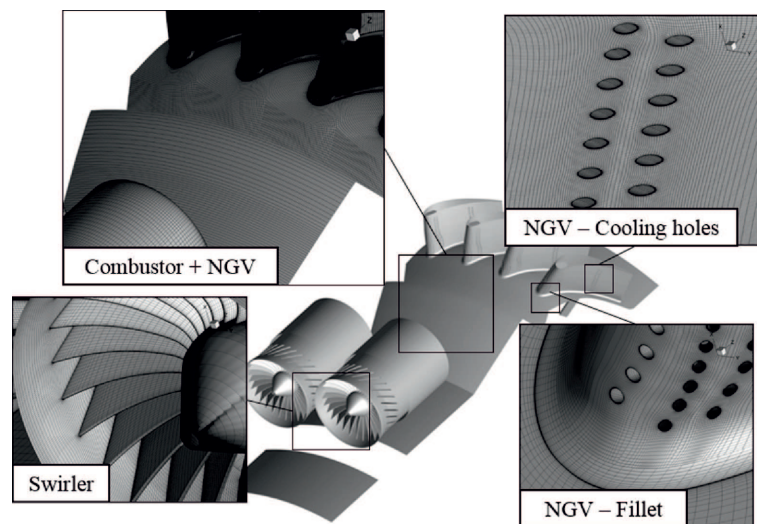 Combustor + NGV
NGV – Cooling holes
Swirler
NGV – Fillet